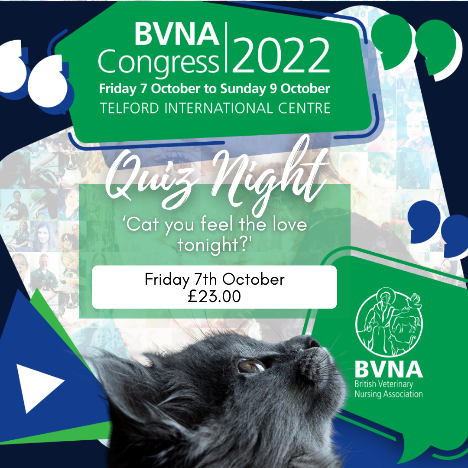 BVNA
Congress
2022
Friday 7 October to Sunday 9 October
TELFORD INTERNATIONAL CENTRE
Quiz Night
‘Cat you feel the love
tonight?'
Friday 7th October
£23.00
BVNA
British Veterinary
Nursing Association